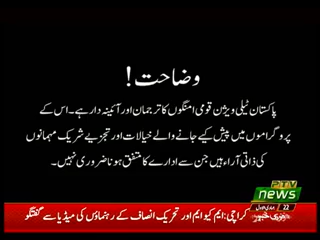 وضاحت!
پاکستان ٹیلی ویژن قومی امنگوں کا ترجمان اور آئینہ دار ہے۔ اس کے
پروگراموں میں پیش کیے جانے والے خیالات اور تجزیے شریک مہمانوں
کی ذاتی آراء ہیں جن سے ادارے کا متفق ہونا ضروری نہیں۔
PTV
news
22
کراچی: ایم کیو ایم اور تحریک انصاف کے رہنماؤں کی میڈیا سے گفتگو